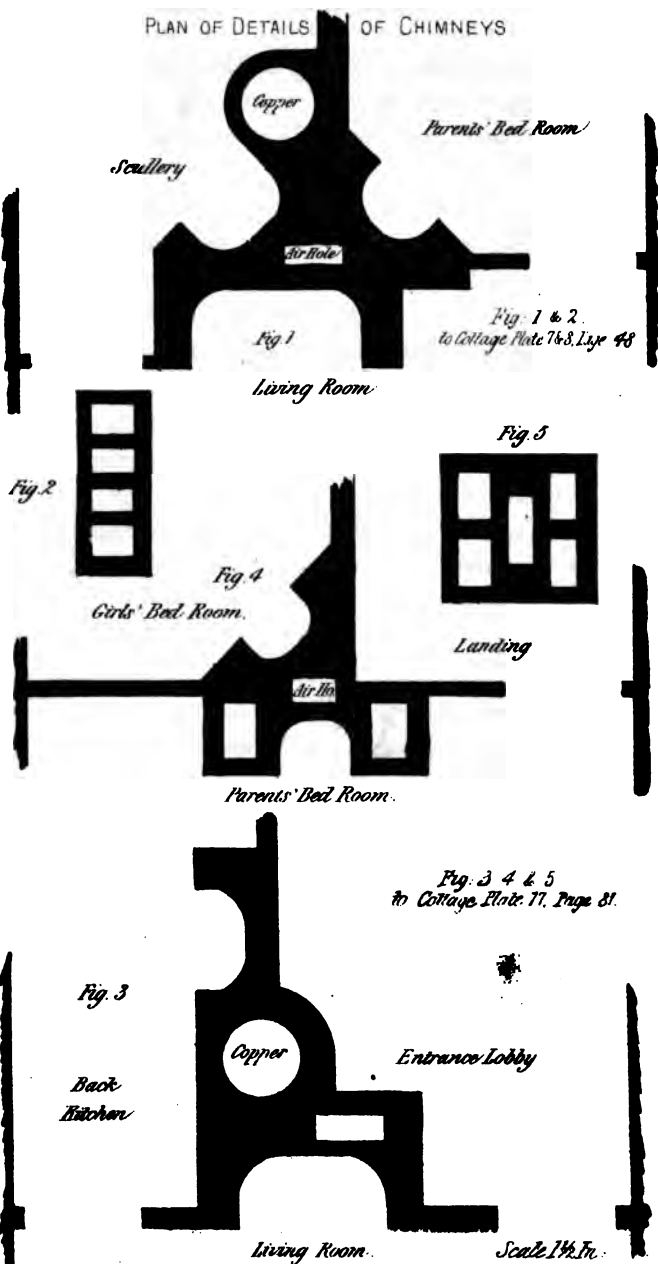 PLAN OF DETAILS OF CHIMNEYS
Copper
Parents' Bed Room
Scullery
Air Hole
Fig. 1
Fig. 1 & 2.
to Cottage Plate 7 & 8, Page 48
Living Room
Fig. 2
Fig. 5
Fig. 4
Girls' Bed Room.
Landing
Air Ho
Parents' Bed Room.
Fig. 3 4 & 5
to Cottage Plate 17, Page 81.
Fig. 3
Copper
Entrance Lobby
Back
Kitchen
Living Room.
Scale 1½ In.